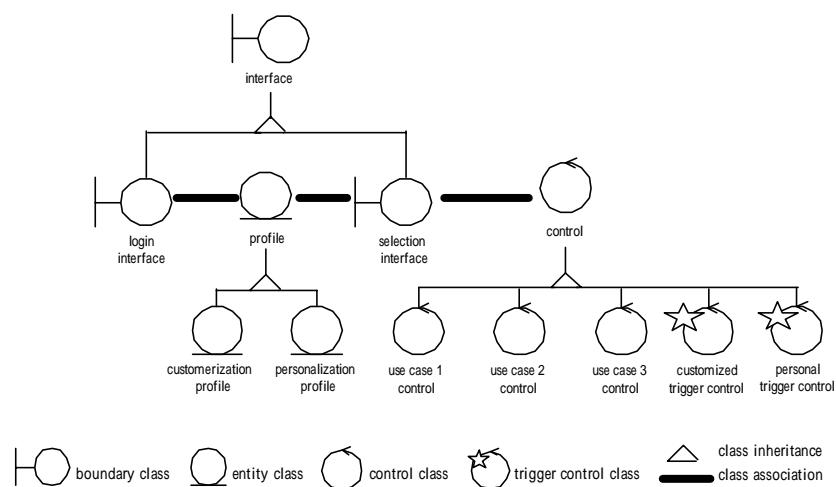 interface
login
interface
profile
selection
interface
control
customerization
profile
personalization
profile
use case 1
control
use case 2
control
use case 3
control
customized
trigger control
personal
trigger control
boundary class
entity class
control class
trigger control class
class inheritance
class association